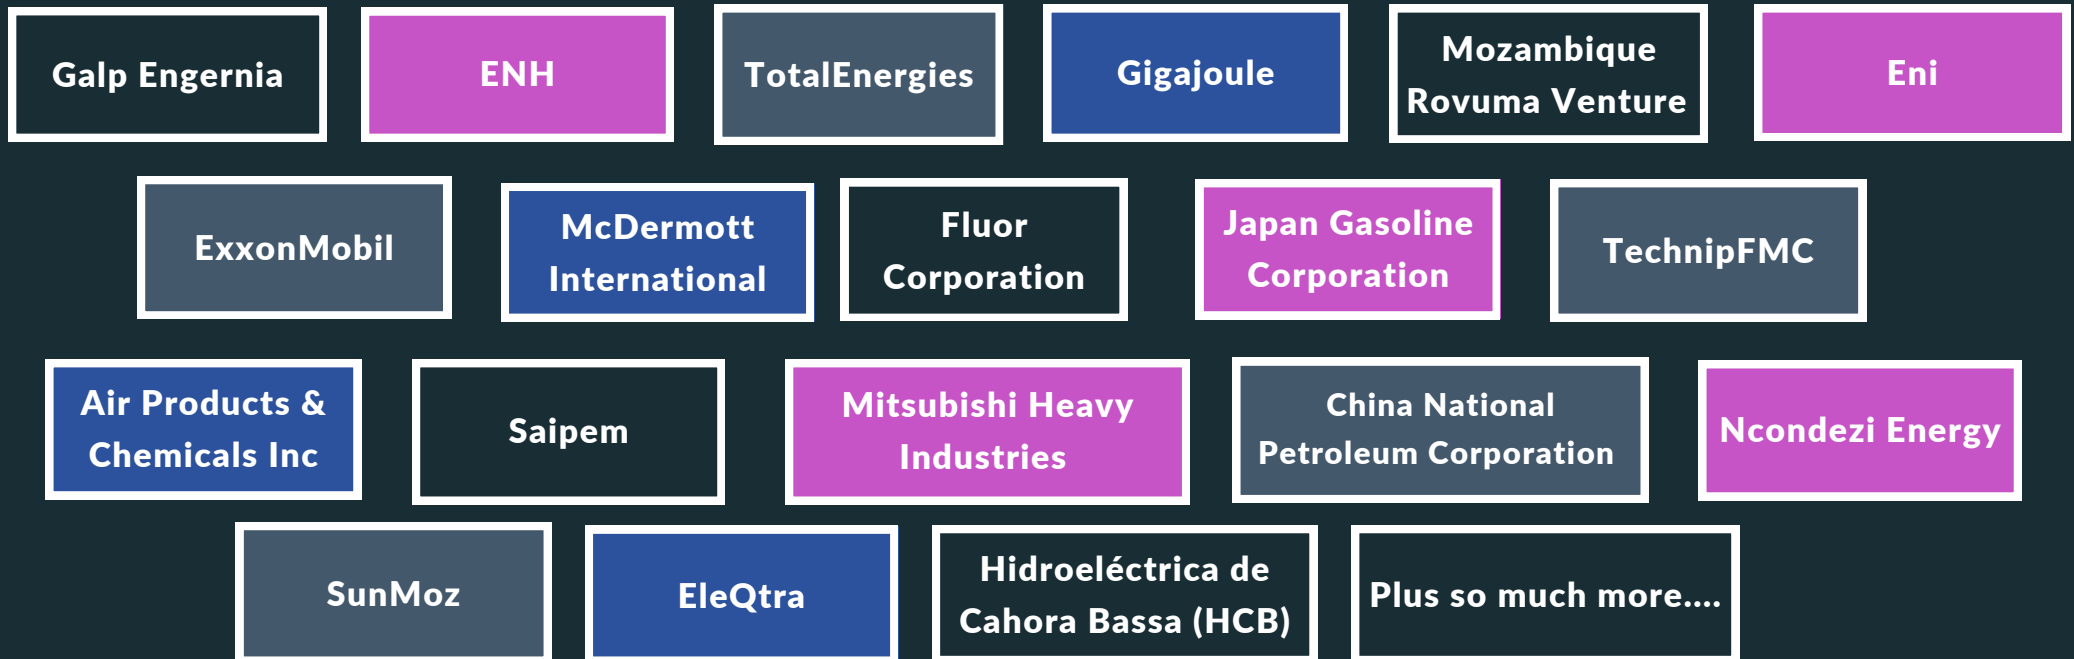 Galp Engernia
ENH
TotalEnergies
Gigajoule
Mozambique
Rovuma Venture
Eni
ExxonMobil
McDermott
International
Fluor
Corporation
Japan Gasoline
Corporation
TechnipFMC
Air Products &
Chemicals Inc
Saipem
Mitsubishi Heavy
Industries
China National
Petroleum Corporation
Ncondezi Energy
SunMoz
EleQtra
Hidroeléctrica de
Cahora Bassa (HCB)
Plus so much more....